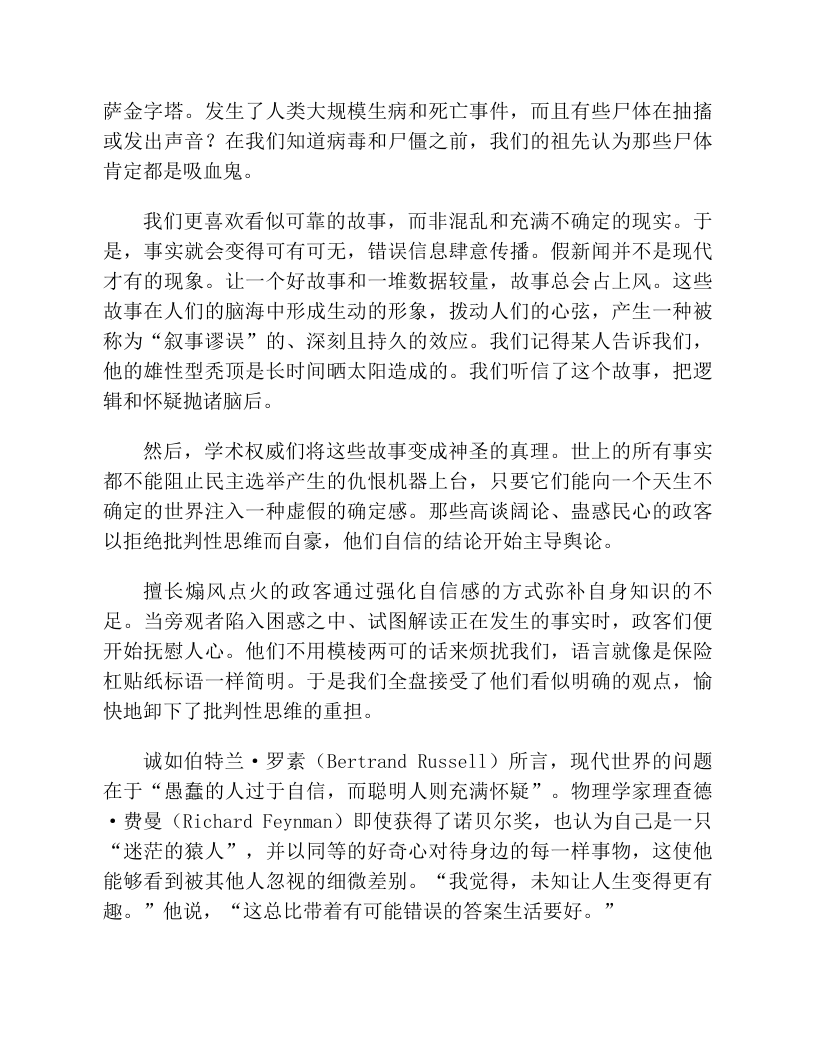 萨金字塔。发生了人类大规模生病和死亡事件，而且有些尸体在抽搐
或发出声音？在我们知道病毒和尸僵之前，我们的祖先认为那些尸体
肯定都是吸血鬼。
我们更喜欢看似可靠的故事，而非混乱和充满不确定的现实。于
是，事实就会变得可有可无，错误信息肆意传播。假新闻并不是现代
才有的现象。让一个好故事和一堆数据较量，故事总会占上风。这些
故事在人们的脑海中形成生动的形象，拨动人们的心弦，产生一种被
称为“叙事谬误”的、深刻且持久的效应。我们记得某人告诉我们，
他的雄性型秃顶是长时间晒太阳造成的。我们听信了这个故事，把逻
辑和怀疑抛诸脑后。
然后，学术权威们将这些故事变成神圣的真理。世上的所有事实
都不能阻止民主选举产生的仇恨机器上台，只要它们能向一个天生不
确定的世界注入一种虚假的确定感。那些高谈阔论、蛊惑民心的政客
以拒绝批判性思维而自豪，他们自信的结论开始主导舆论。
擅长煽风点火的政客通过强化自信感的方式弥补自身知识的不
足。当旁观者陷入困惑之中、试图解读正在发生的事实时，政客们便
开始抚慰人心。他们不用模棱两可的话来烦扰我们，语言就像是保险
杠贴纸标语一样简明。于是我们全盘接受了他们看似明确的观点，愉
快地卸下了批判性思维的重担。
诚如伯特兰·罗素（Bertrand Russell）所言，现代世界的问题
在于“愚蠢的人过于自信，而聪明人则充满怀疑”。物理学家理查德
·费曼（Richard Feynman）即使获得了诺贝尔奖，也认为自己是一只
“迷茫的猿人”，并以同等的好奇心对待身边的每一样事物，这使他
能够看到被其他人忽视的细微差别。“我觉得，未知让人生变得更有
趣。”他说，“这总比带着有可能错误的答案生活要好。”